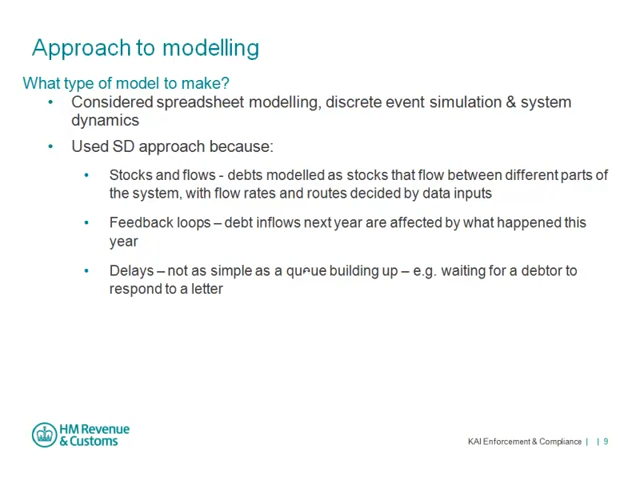 Approach to modelling
What type of model to make?
• Considered spreadsheet modelling, discrete event simulation & system
dynamics
• Used SD approach because:
• Stocks and flows - debts modelled as stocks that flow between different parts of
the system, with flow rates and routes decided by data inputs
• Feedback loops – debt inflows next year are affected by what happened this
year
• Delays – not as simple as a queue building up – e.g. waiting for a debtor to
respond to a letter
HM Revenue
& Customs
KAI Enforcement & Compliance | | 9